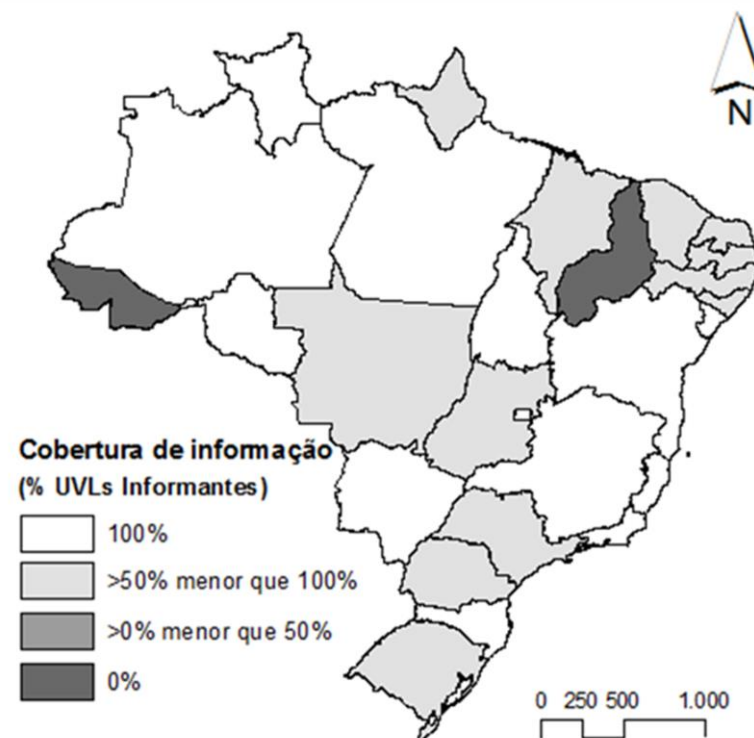 N
Cobertura de informação
(% UVLs Informantes)
100%
>50% menor que 100%
>0% menor que 50%
0%
0 250 500 1.000